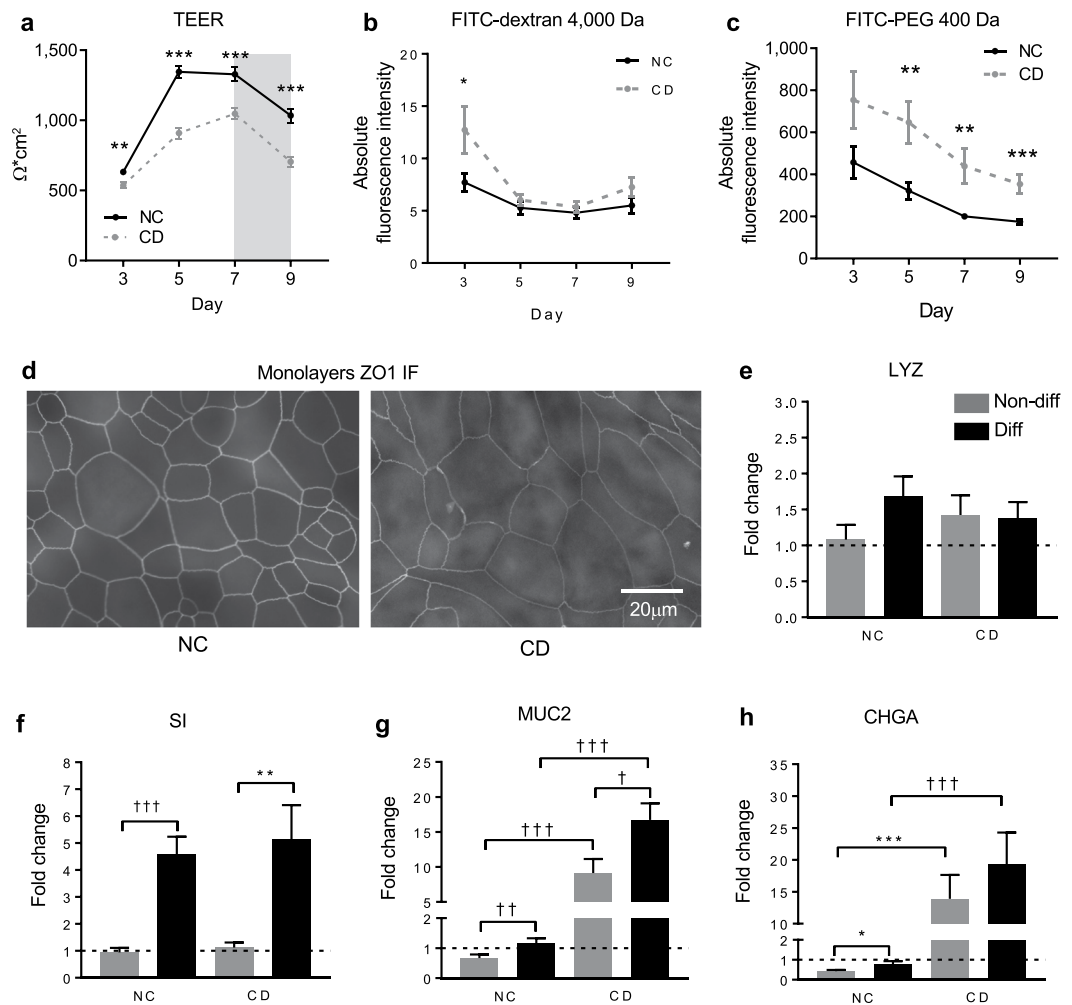 a
TEER
1,500
1,000
500
0
Ω*cm2
**
***
***
***
NC
CD
3
5
7
9
Day
b
FITC-dextran 4,000 Da
20
15
10
5
0
Absolute
fluorescence intensity
*
NC
CD
3
5
7
9
Day
c
FITC-PEG 400 Da
1,000
800
600
400
200
0
Absolute
fluorescence intensity
**
**
***
NC
CD
3
5
7
9
Day
d
Monolayers ZO1 IF
20μm
NC
CD
e
LYZ
3.0
2.5
2.0
1.5
1.0
0.5
0.0
Fold change
Non-diff
Diff
NC
CD
f
SI
8
7
6
5
4
3
2
1
0
Fold change
†††
**
NC
CD
g
MUC2
25
20
15
10
5
2
1
0
Fold change
†††
†
†††
††
NC
CD
h
CHGA
35
30
25
20
15
10
2
1
0
Fold change
†††
***
*
NC
CD